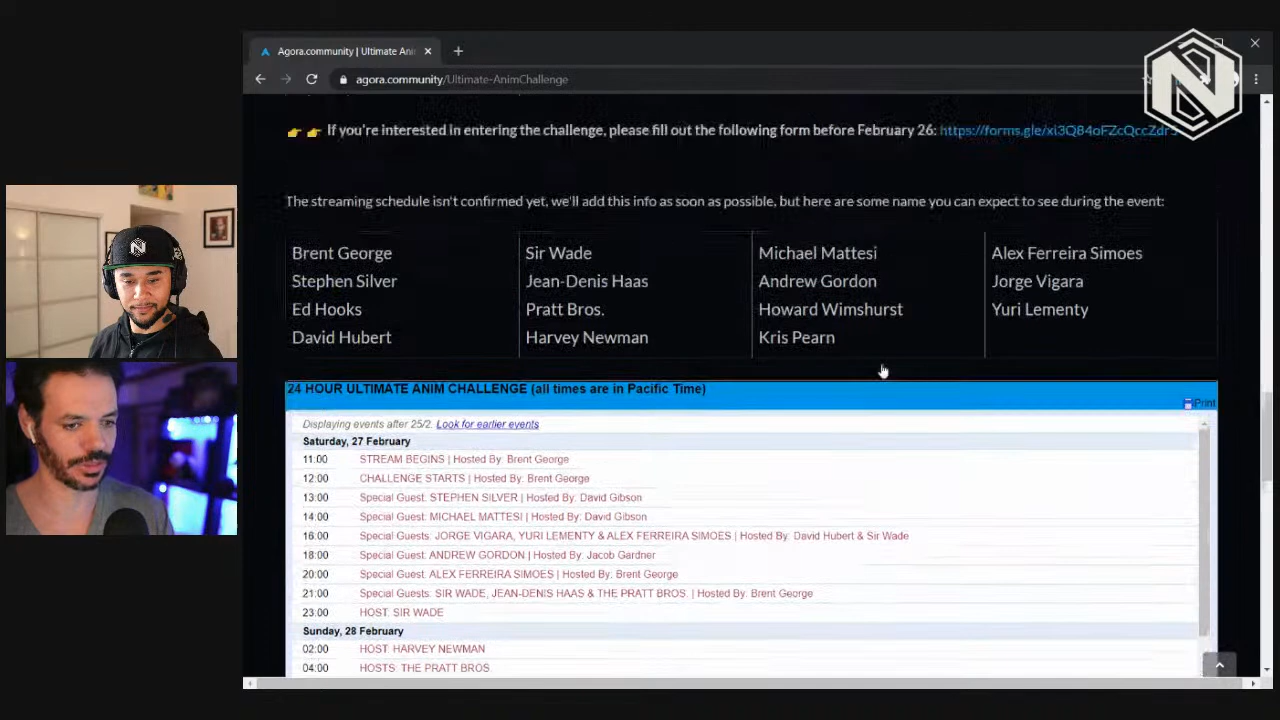 Agora.community | Ultimate Ani
agora.community/Ultimate-AnimChallenge
If you're interested in entering the challenge, please fill out the following form before February 26:
The streaming schedule isn't confirmed yet, we'll add this info as soon as possible, but here are some name you can expect to see during the event:
Brent George Sir Wade Michael Mattesi Alex Ferreira Simoes
Stephen Silver Jean-Denis Haas Andrew Gordon Jorge Vigara
Ed Hooks Pratt Bros. Howard Wimshurst Yuri Lementy
David Hubert Harvey Newman Kris Pearn
24 HOUR ULTIMATE ANIM CHALLENGE (all times are in Pacific Time)
Print
Displaying events after 25/2. Look for earlier events
Saturday, 27 February
11:00 STREAM BEGINS | Hosted By: Brent George
12:00 CHALLENGE STARTS | Hosted By: Brent George
13:00 Special Guest: STEPHEN SILVER | Hosted By: David Gibson
14:00 Special Guest: MICHAEL MATTESI | Hosted By: David Gibson
16:00 Special Guests: JORGE VIGARA, YURI LEMENTY & ALEX FERREIRA SIMOES | Hosted By: David Hubert & Sir Wade
18:00 Special Guest: ANDREW GORDON | Hosted By: Jacob Gardner
20:00 Special Guest: ALEX FERREIRA SIMOES | Hosted By: Brent George
21:00 Special Guests: SIR WADE, JEAN-DENIS HAAS & THE PRATT BROS. | Hosted By: Brent George
23:00 HOST: SIR WADE
Sunday, 28 February
02:00 HOST: HARVEY NEWMAN
04:00 HOSTS: THE PRATT BROS.